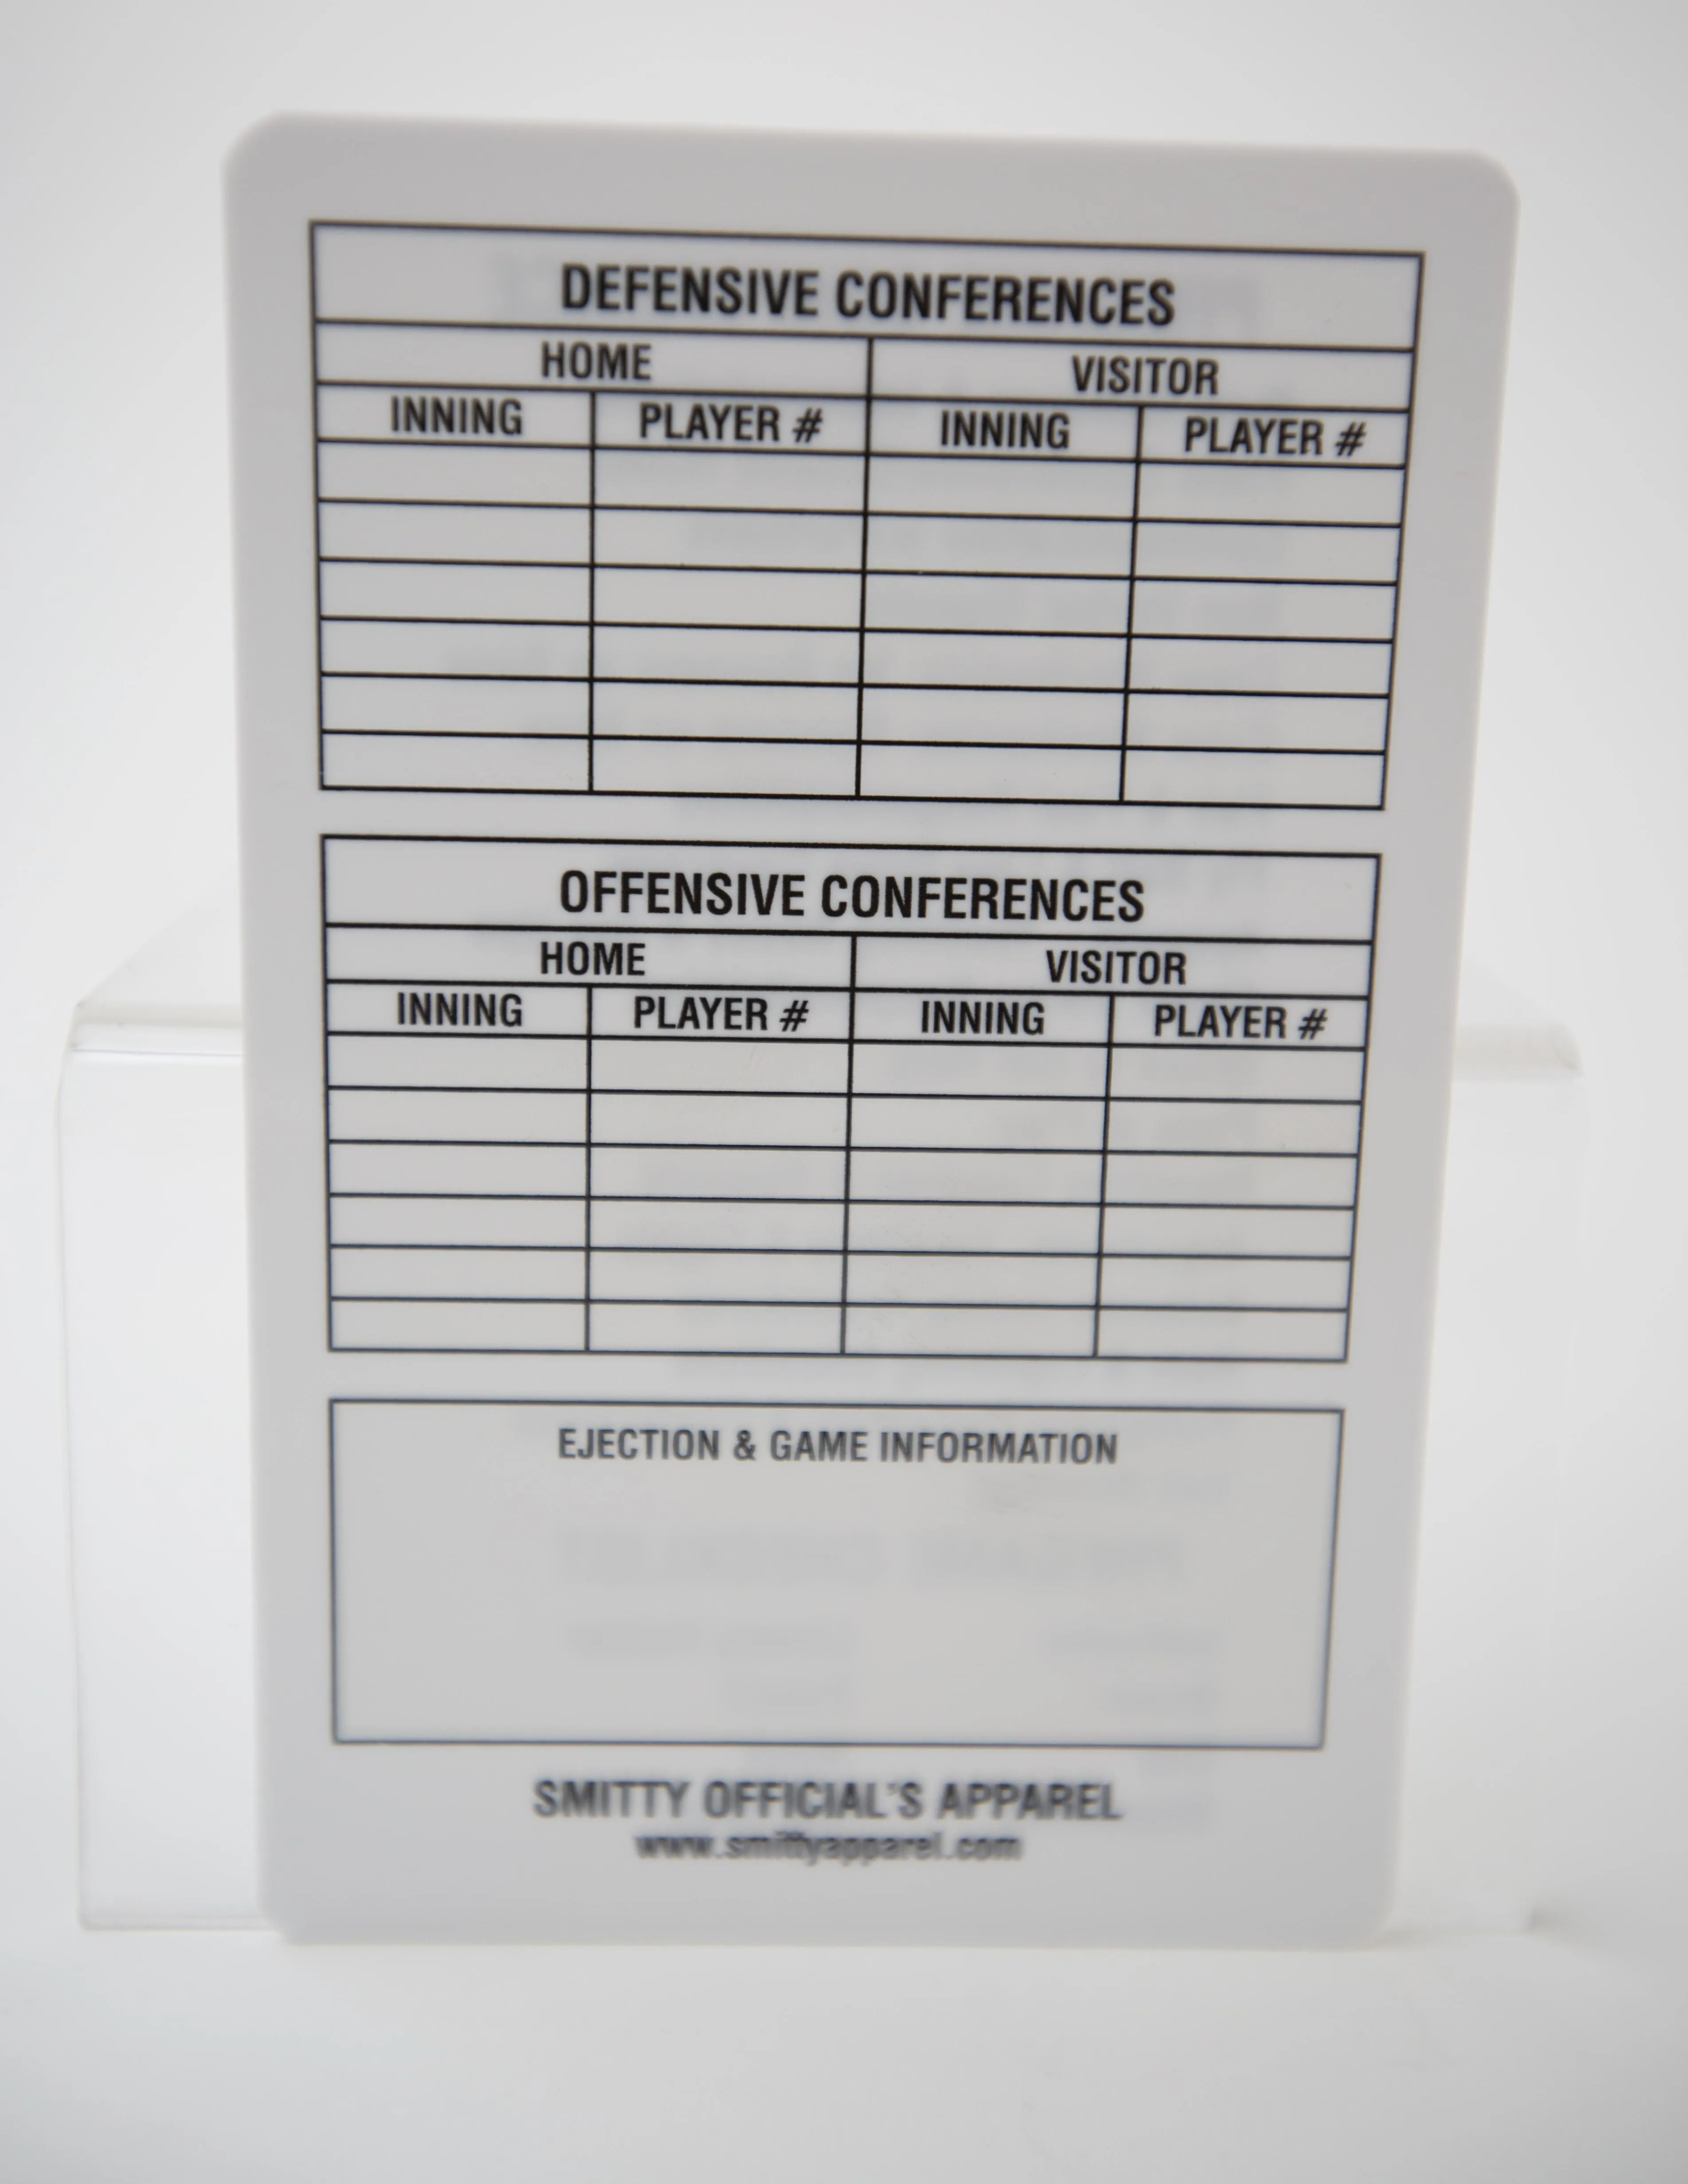 DEFENSIVE CONFERENCES
HOME VISITOR
INNING PLAYER # INNING PLAYER #
OFFENSIVE CONFERENCES
HOME VISITOR
INNING PLAYER # INNING PLAYER #
EJECTION & GAME INFORMATION
SMITTY OFFICIAL'S APPAREL
www.smittyapparel.com